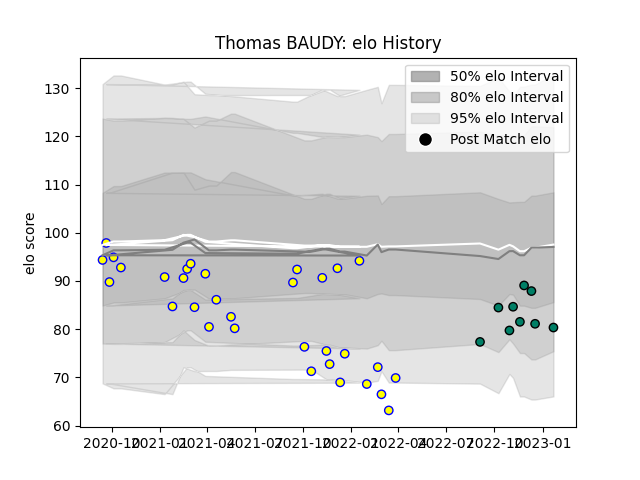 Thomas BAUDY: elo History
50% elo Interval
80% elo Interval
95% elo Interval
Post Match elo
elo score
130
120
110
100
90
80
70
60
2020-10 2021-01 2021-04 2021-07 2021-10 2022-01 2022-04 2022-07 2022-10 2023-01